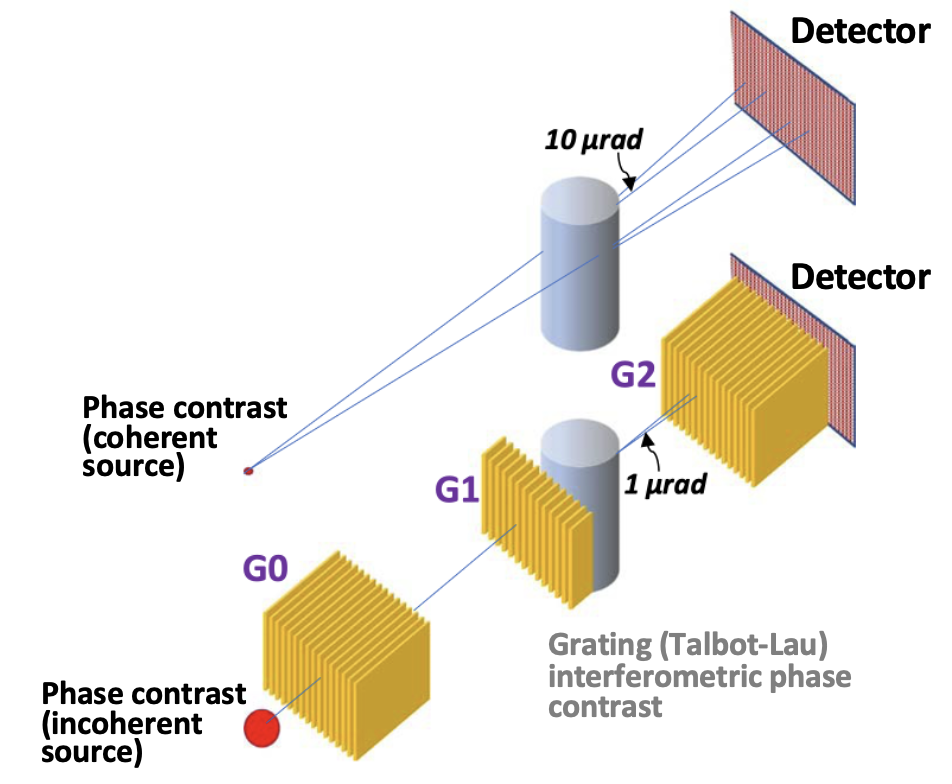 Detector
10 μrad
Detector
G2
Phase contrast
(coherent
source)
G1
1 μrad
G0
Grating (Talbot-Lau)
interferometric phase
contrast
Phase contrast
(incoherent
source)